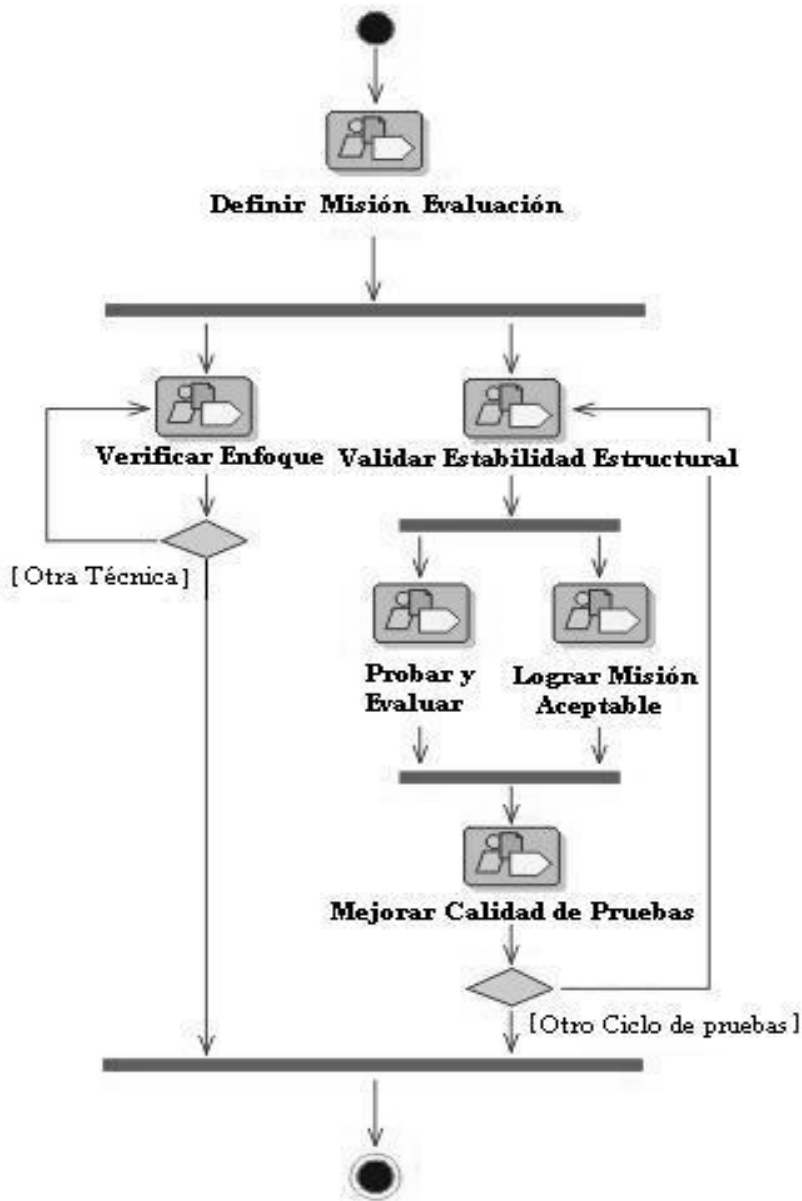 Definir Misión Evaluación
Verificar Enfoque
Validar Estabilidad Estructural
[Otra Técnica]
Probar y
Evaluar
Lograr Misión
Aceptable
Mejorar Calidad de Pruebas
[Otro Ciclo de pruebas]